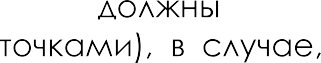 должны
точками), в случае,